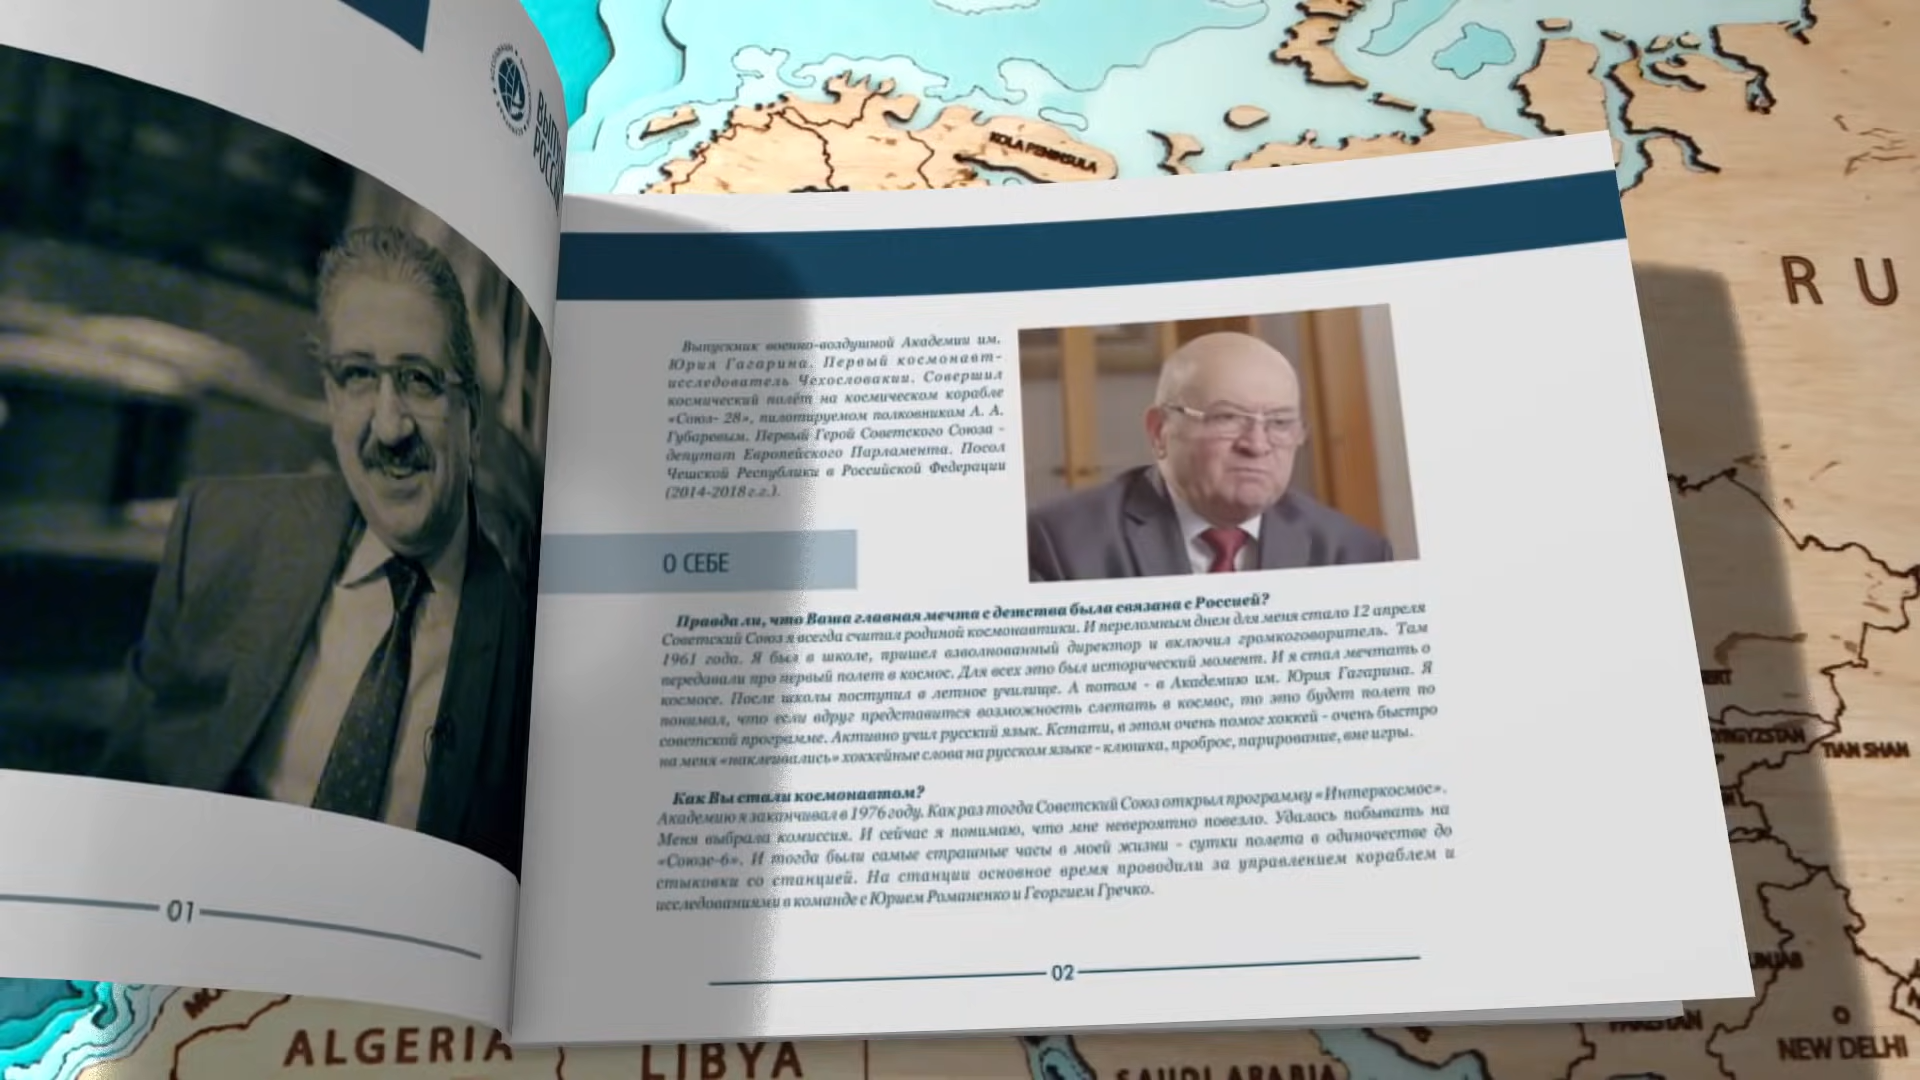 01
Выпускник военно-воздушной Академии им.
Юрия Гагарина. Первый космонавт-
исследователь Чехословакии. Совершил
космический полёт на космическом корабле
«Союз- 28», пилотируемом полковником А. А.
Губаревым. Первый Герой Советского Союза -
депутат Европейского Парламента. Посол
Чешской Республики в Российской Федерации
(2014-2018 г.г.).
О СЕБЕ
Правда ли, что Ваша главная мечта с детства была связана с Россией?
Советский Союз я всегда считал родиной космонавтики. И переломным днем для меня стало 12 апреля
1961 года. Я был в школе, пришел взволнованный директор и включил громкоговоритель. Там
передавали про первый полет в космос. Для всех это был исторический момент. И я стал мечтать о
космосе. После школы поступил в летное училище. А потом - в Академию им. Юрия Гагарина. Я
понимал, что если вдруг представится возможность слетать в космос, то это будет полет по
советской программе. Активно учил русский язык. Кстати, в этом очень помог хоккей - очень быстро
на меня «наклеивались» хоккейные слова на русском языке - клюшка, проброс, парирование, вне игры.
Как Вы стали космонавтом?
Академию я заканчивал в 1976 году. Как раз тогда Советский Союз открыл программу «Интеркосмос».
Меня выбрала комиссия. И сейчас я понимаю, что мне невероятно повезло. Удалось побывать на
«Союзе-6». И тогда были самые страшные часы в моей жизни - сутки полета в одиночестве до
стыковки со станцией. На станции основное время проводили за управлением кораблем и
исследованиями в команде с Юрием Романенко и Георгием Гречко.
02
KOLA PENINSULA
RU
TIAN SHAN
NEW DELHI
ALGERIA
LIBYA
SAUDI ARABIA